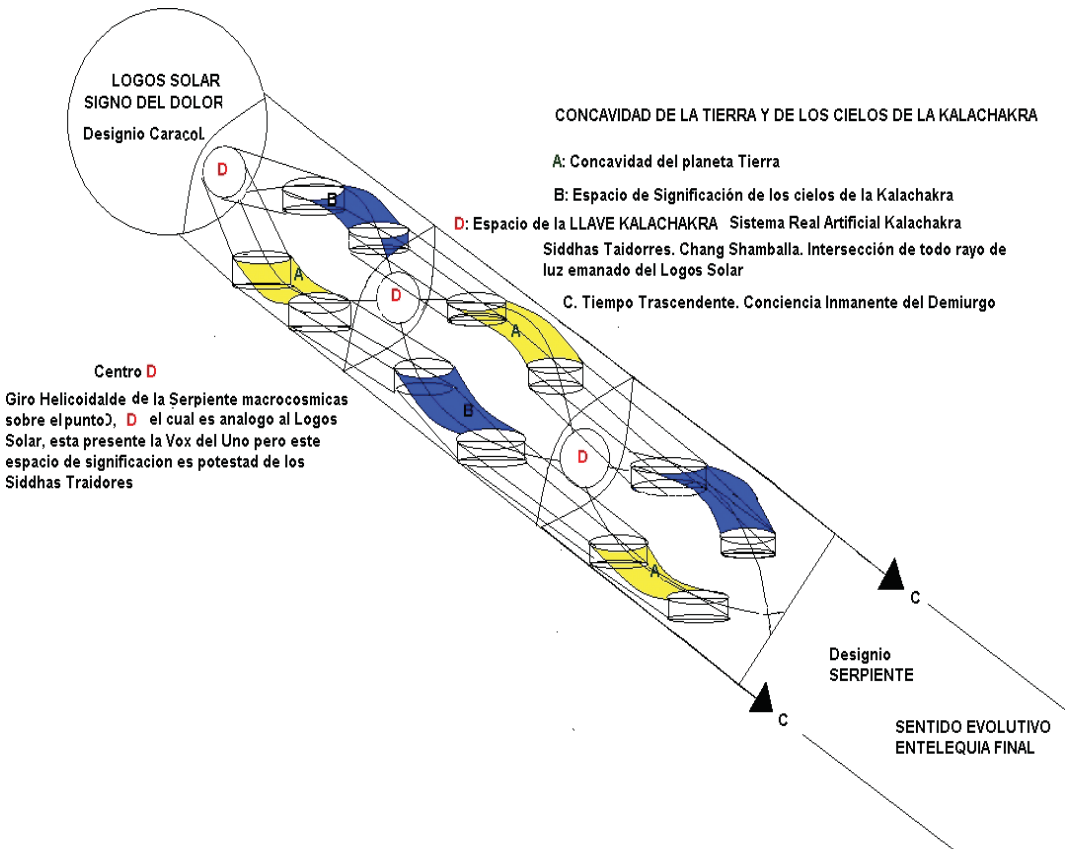 LOGOS SOLAR
SIGNO DEL DOLOR
Designio Caracol.
D
CONCAVIDAD DE LA TIERRA Y DE LOS CIELOS DE LA KALACHAKRA
A: Concavidad del planeta Tierra
B: Espacio de Significación de los cielos de la Kalachakra
D: Espacio de la LLAVE KALACHAKRA Sistema Real Artificial Kalachakra
Siddhas Taidorres. Chang Shamballa. Intersección de todo rayo de
luz emanado del Logos Solar
C. Tiempo Trascendente. Conciencia Inmanente del Demiurgo
B
A
D
A
B
D
A
Centro D
Giro Helicoidalde de la Serpiente macrocosmicas
sobre el punto), D el cual es analogo al Logos
Solar, esta presente la Vox del Uno pero este
espacio de significacion es potestad de los
Siddhas Traidores
C
C
Designio
SERPIENTE
SENTIDO EVOLUTIVO
ENTELEQUIA FINAL